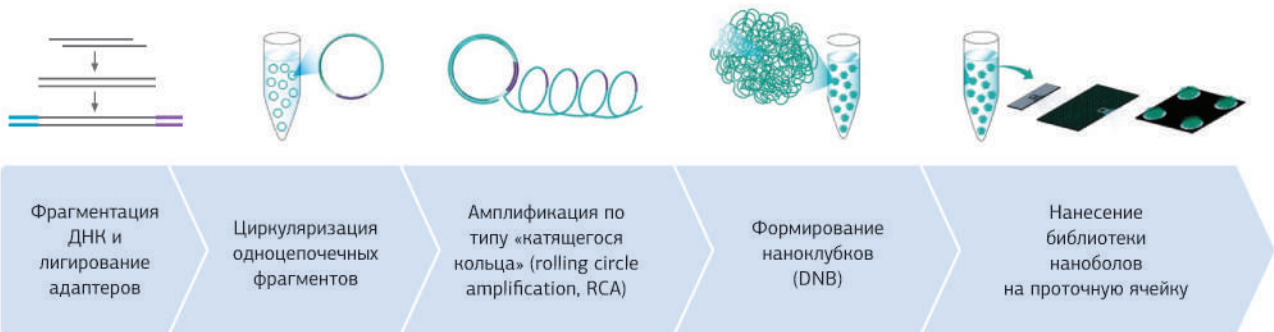 Фрагментация
ДНК и
лигирование
адаптеров
Циркуляризация
одноцепочечных
фрагментов
Амплификация по
типу «катящегося
кольца» (rolling circle
amplification, RCA)
Формирование
наноклубков
(DNB)
Нанесение
библиотеки
наноболов
на проточную ячейку